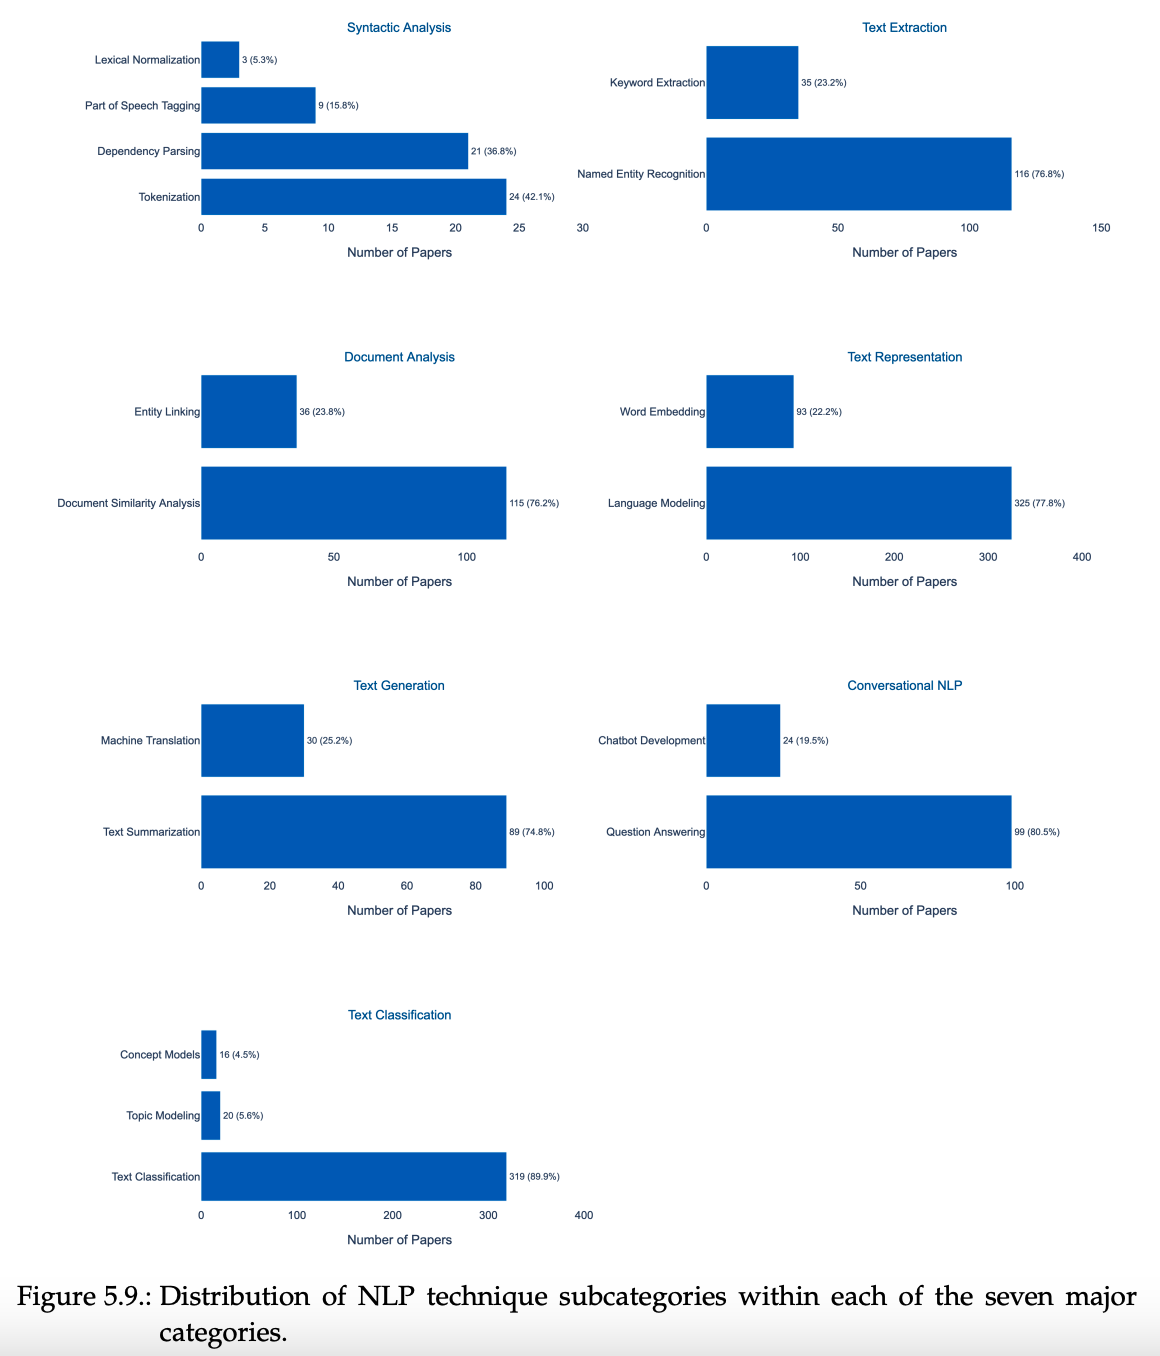 Syntactic Analysis
Lexical Normalization
3 (5.3%)
Part of Speech Tagging
9 (15.8%)
Dependency Parsing
21 (36.8%)
Tokenization
24 (42.1%)
0 5 10 15 20 25 30
Number of Papers
Text Extraction
Keyword Extraction
35 (23.2%)
Named Entity Recognition
116 (76.8%)
0 50 100 150
Number of Papers
Document Analysis
Entity Linking
36 (23.8%)
Document Similarity Analysis
115 (76.2%)
0 50 100
Number of Papers
Text Representation
Word Embedding
93 (22.2%)
Language Modeling
325 (77.8%)
0 100 200 300 400
Number of Papers
Text Generation
Machine Translation
30 (25.2%)
Text Summarization
89 (74.8%)
0 20 40 60 80 100
Number of Papers
Conversational NLP
Chatbot Development
24 (19.5%)
Question Answering
99 (80.5%)
0 50 100
Number of Papers
Text Classification
Concept Models
16 (4.5%)
Topic Modeling
20 (5.6%)
Text Classification
319 (89.9%)
0 100 200 300 400
Number of Papers
Figure 5.9.: Distribution of NLP technique subcategories within each of the seven major
categories.